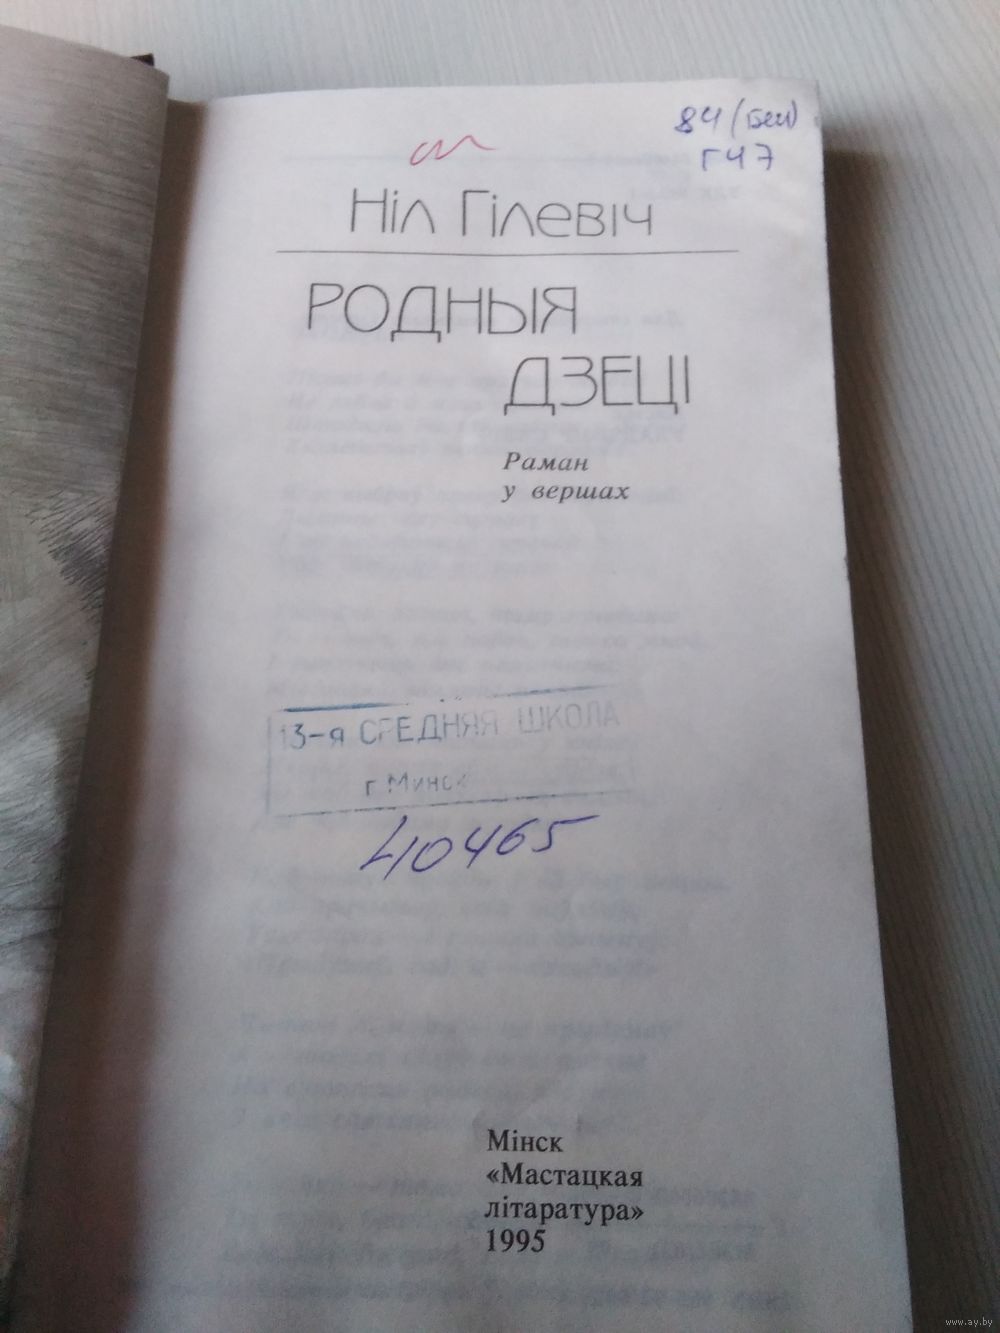 84 (Бел)
Г47
Ніл Гілевіч
РОДНЫЯ
ДЗЕЦІ
Раман
у вершах
13-я СРЕДНЯЯ ШКОЛА
г. Минск
40465
Мінск
«Мастацкая
літаратура»
1995
www.ay.by